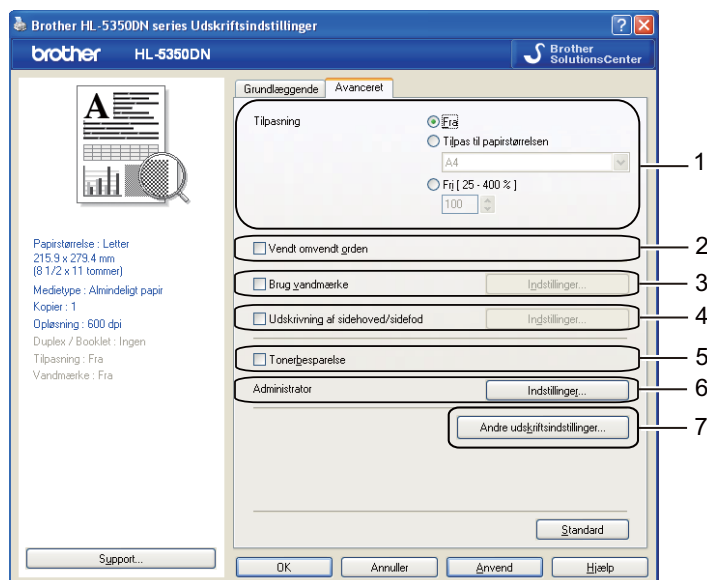 Brother HL-5350DN series Udskriftsindstillinger
brother HL-5350DN
Brother
SolutionsCenter
Grundlæggende Avanceret
Tilpasning
Fra
Tilpas til papirstørrelsen
A4
Fri [ 25 - 400 % ]
100
1
Vendt omvendt orden
2
Brug vandmærke Indstillinger...
3
Udskrivning af sidehoved/sidefod Indstillinger...
4
Tonerbesparelse
5
Administrator Indstillinger...
6
Andre udskriftsindstillinger...
7
A
Papirstørrelse : Letter
215.9 x 279.4 mm
(8 1/2 x 11 tommer)
Medietype : Almindeligt papir
Kopier : 1
Opløsning : 600 dpi
Duplex / Booklet : Ingen
Tilpasning : Fra
Vandmærke : Fra
Standard
Support...
OK Annuller Anvend Hjælp